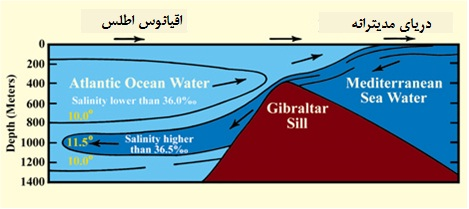 اقیانوس اطلس
دریای مدیترانه
Depth (Meters)
0
200
400
600
800
1000
1200
1400
Atlantic Ocean Water
Salinity lower than 36.0‰
10.0°
11.5°
10.0°
Salinity higher
than 36.5‰
Gibraltar
Sill
Mediterranean
Sea Water